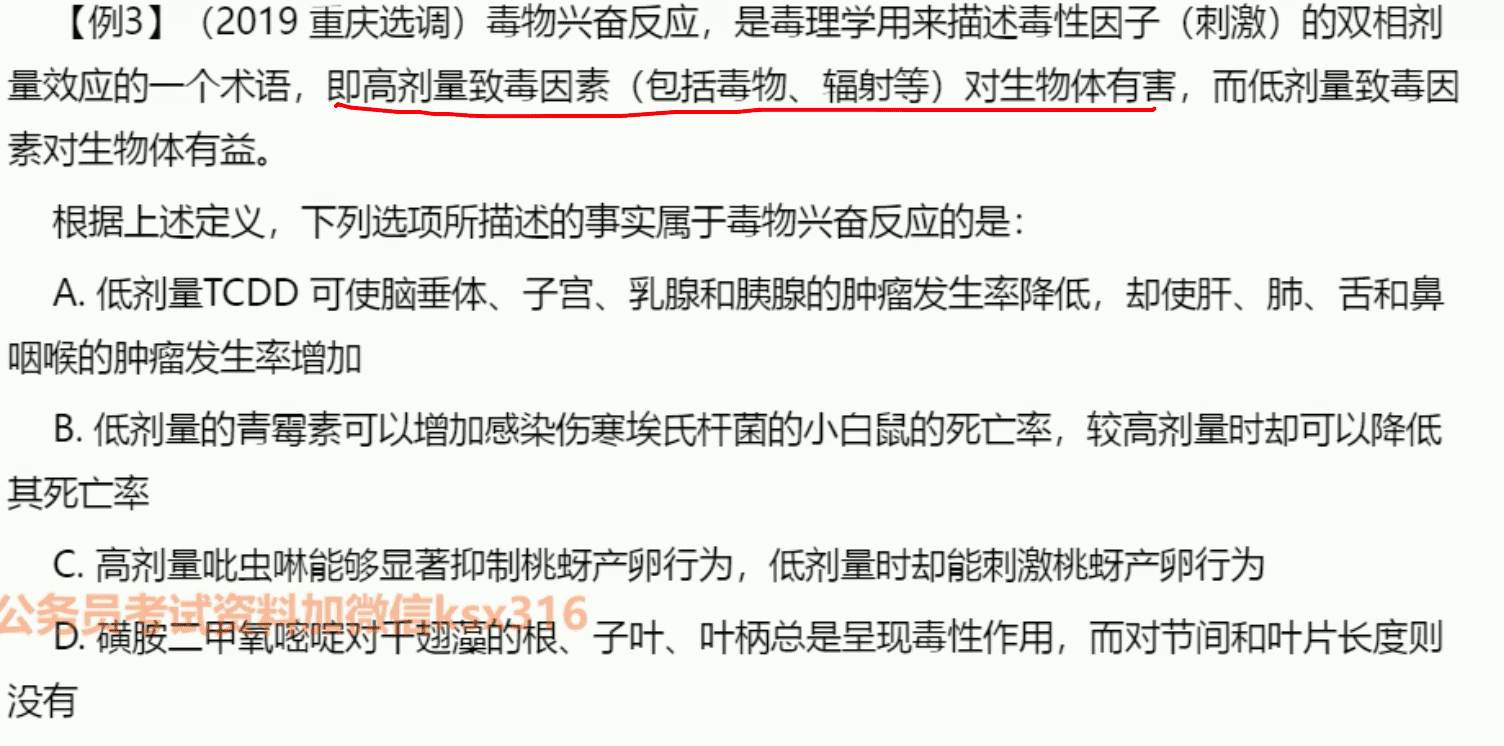 【例3】（2019 重庆选调）毒物兴奋反应，是毒理学用来描述毒性因子（刺激）的双相剂
量效应的一个术语，即高剂量致毒因素（包括毒物、辐射等）对生物体有害，而低剂量致毒因
素对生物体有益。
根据上述定义，下列选项所描述的事实属于毒物兴奋反应的是：
A. 低剂量TCDD 可使脑垂体、子宫、乳腺和胰腺的肿瘤发生率降低，却使肝、肺、舌和鼻
咽喉的肿瘤发生率增加
B. 低剂量的青霉素可以增加感染伤寒埃氏杆菌的小白鼠的死亡率，较高剂量时却可以降低
其死亡率
C. 高剂量吡虫啉能够显著抑制桃蚜产卵行为，低剂量时却能刺激桃蚜产卵行为
公务员考试资料加微信ksx316
D. 磺胺二甲氧嘧啶对千翅藻的根、子叶、叶柄总是呈现毒性作用，而对节间和叶片长度则
没有